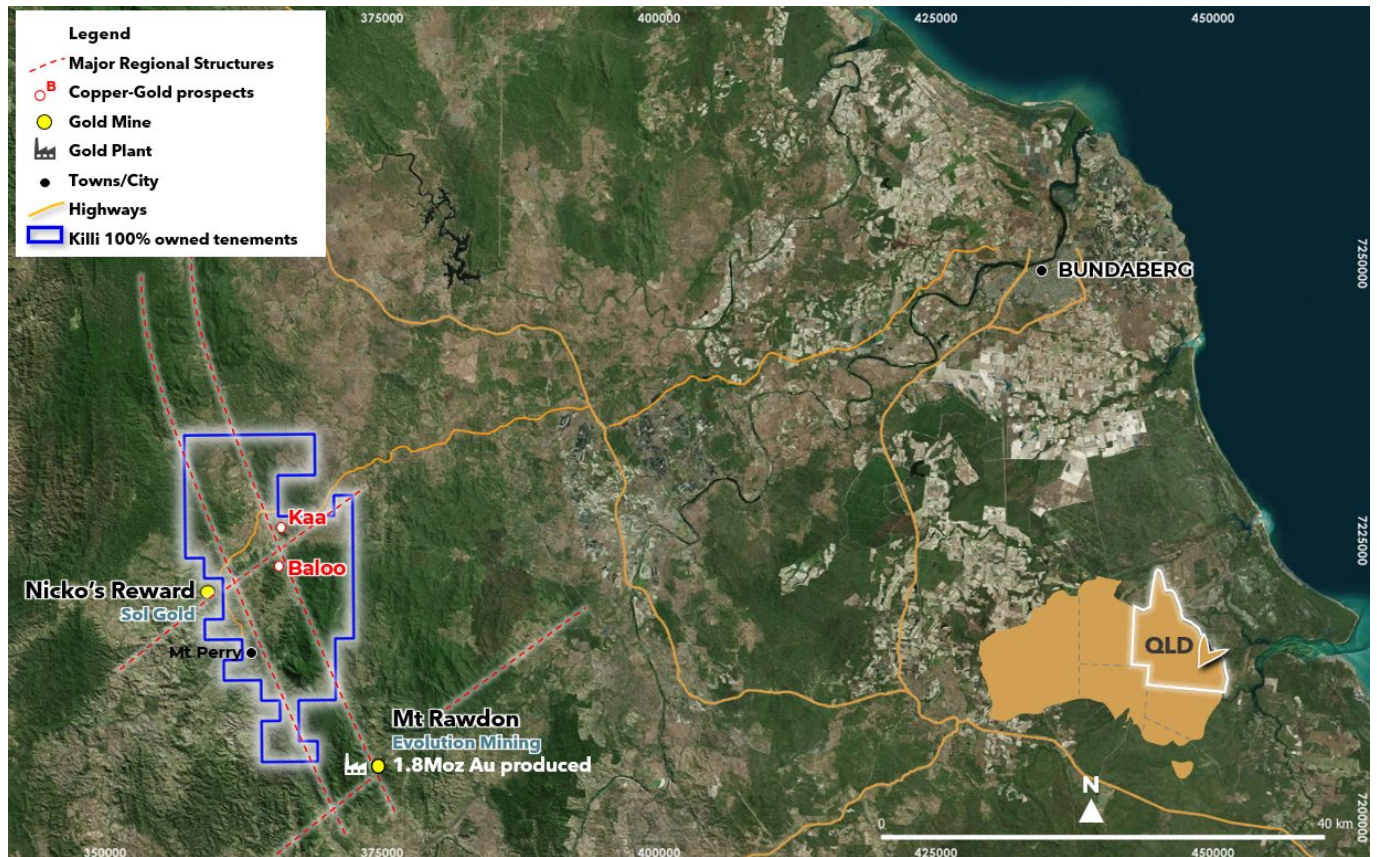 375000
400000
425000
450000
Legend
Major Regional Structures
B
Copper-Gold prospects
Gold Mine
Gold Plant
Towns/City
Highways
Killi 100% owned tenements
7250000
BUNDABERG
Kaa
Baloo
7225000
Nicko's Reward
Sol Gold
Mt Perry
QLD
Mt Rawdon
Evolution Mining
1.8Moz Au produced
N
7200000
0
40 km
350000
375000
400000
425000
450000